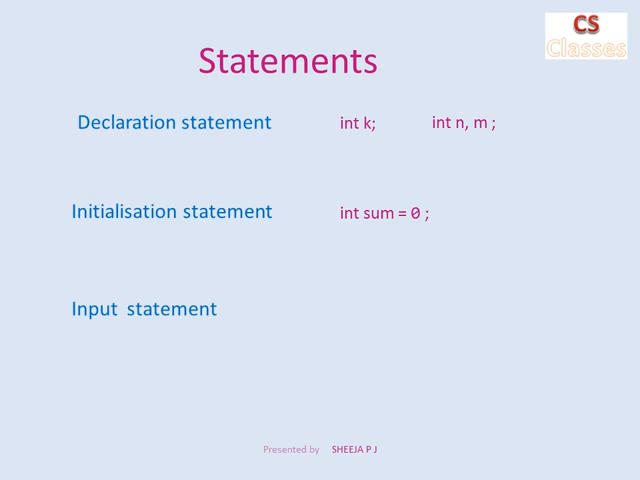 CS
Classes
Statements
Declaration statement int k; int n, m ;
Initialisation statement int sum = 0 ;
Input statement
Presented by SHEEJA P J